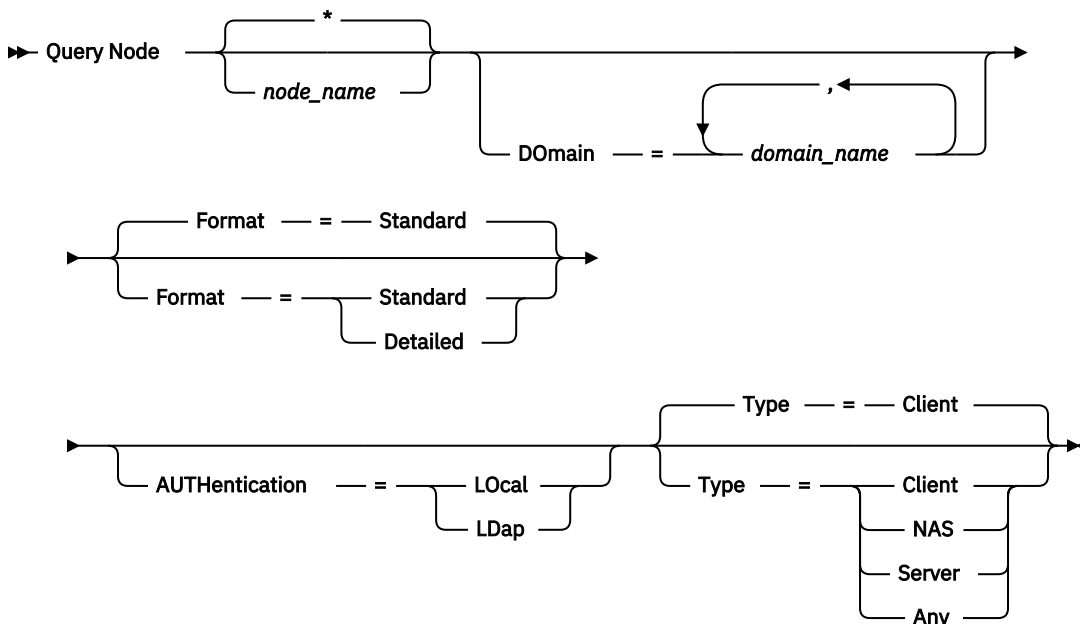 *
Query Node
node_name
,
DOmain = domain_name
Format = Standard
Format = Standard
Detailed
Type = Client
AUTHentication = LOcal
Type = Client
LDap
NAS
Server
Any